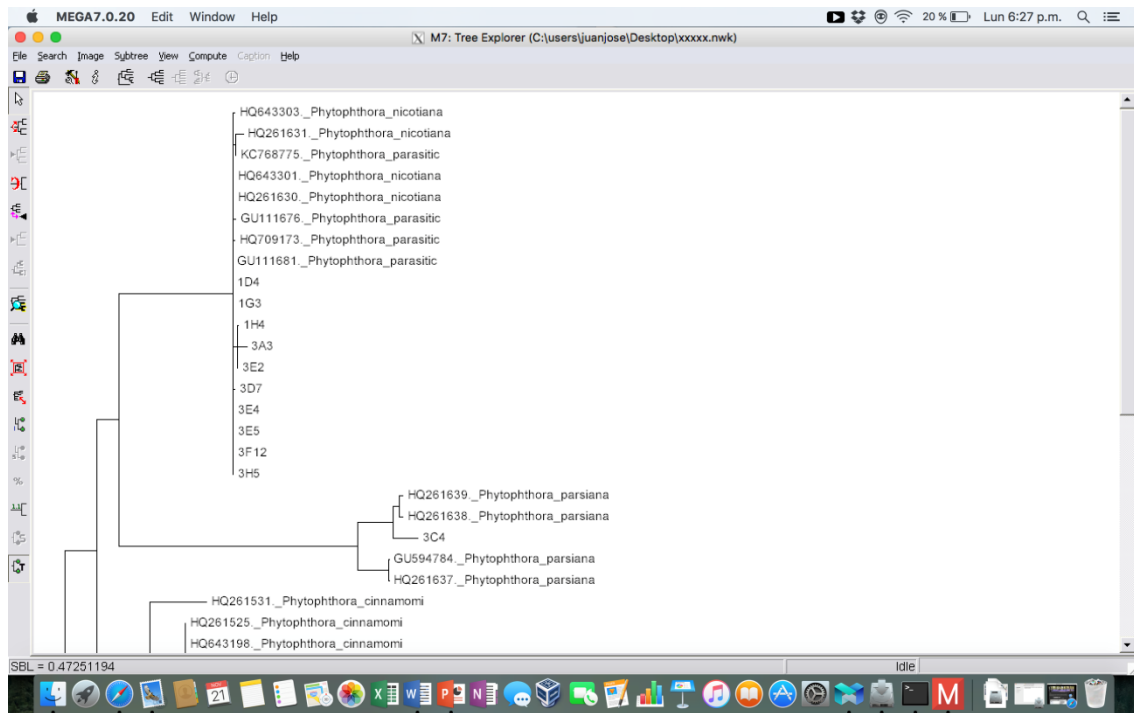 MEGA7.0.20 Edit Window Help 20 % Lun 6:27 p.m.
M7: Tree Explorer (C:\users\juanjose\Desktop\xxxxx.nwk)
File Search Image Subtree View Compute Caption Help
HQ643303._Phytophthora_nicotiana
HQ261631._Phytophthora_nicotiana
KC768775._Phytophthora_parasitic
HQ643301._Phytophthora_nicotiana
HQ261630._Phytophthora_nicotiana
GU111676._Phytophthora_parasitic
HQ709173._Phytophthora_parasitic
GU111681._Phytophthora_parasitic
1D4
1G3
1H4
3A3
3E2
3D7
3E4
3E5
3F12
3H5
HQ261639._Phytophthora_parsiana
HQ261638._Phytophthora_parsiana
3C4
GU594784._Phytophthora_parsiana
HQ261637._Phytophthora_parsiana
HQ261531._Phytophthora_cinnamomi
HQ261525._Phytophthora_cinnamomi
HQ643198._Phytophthora_cinnamomi
SBL = 0.47251194 Idle
NOV 21